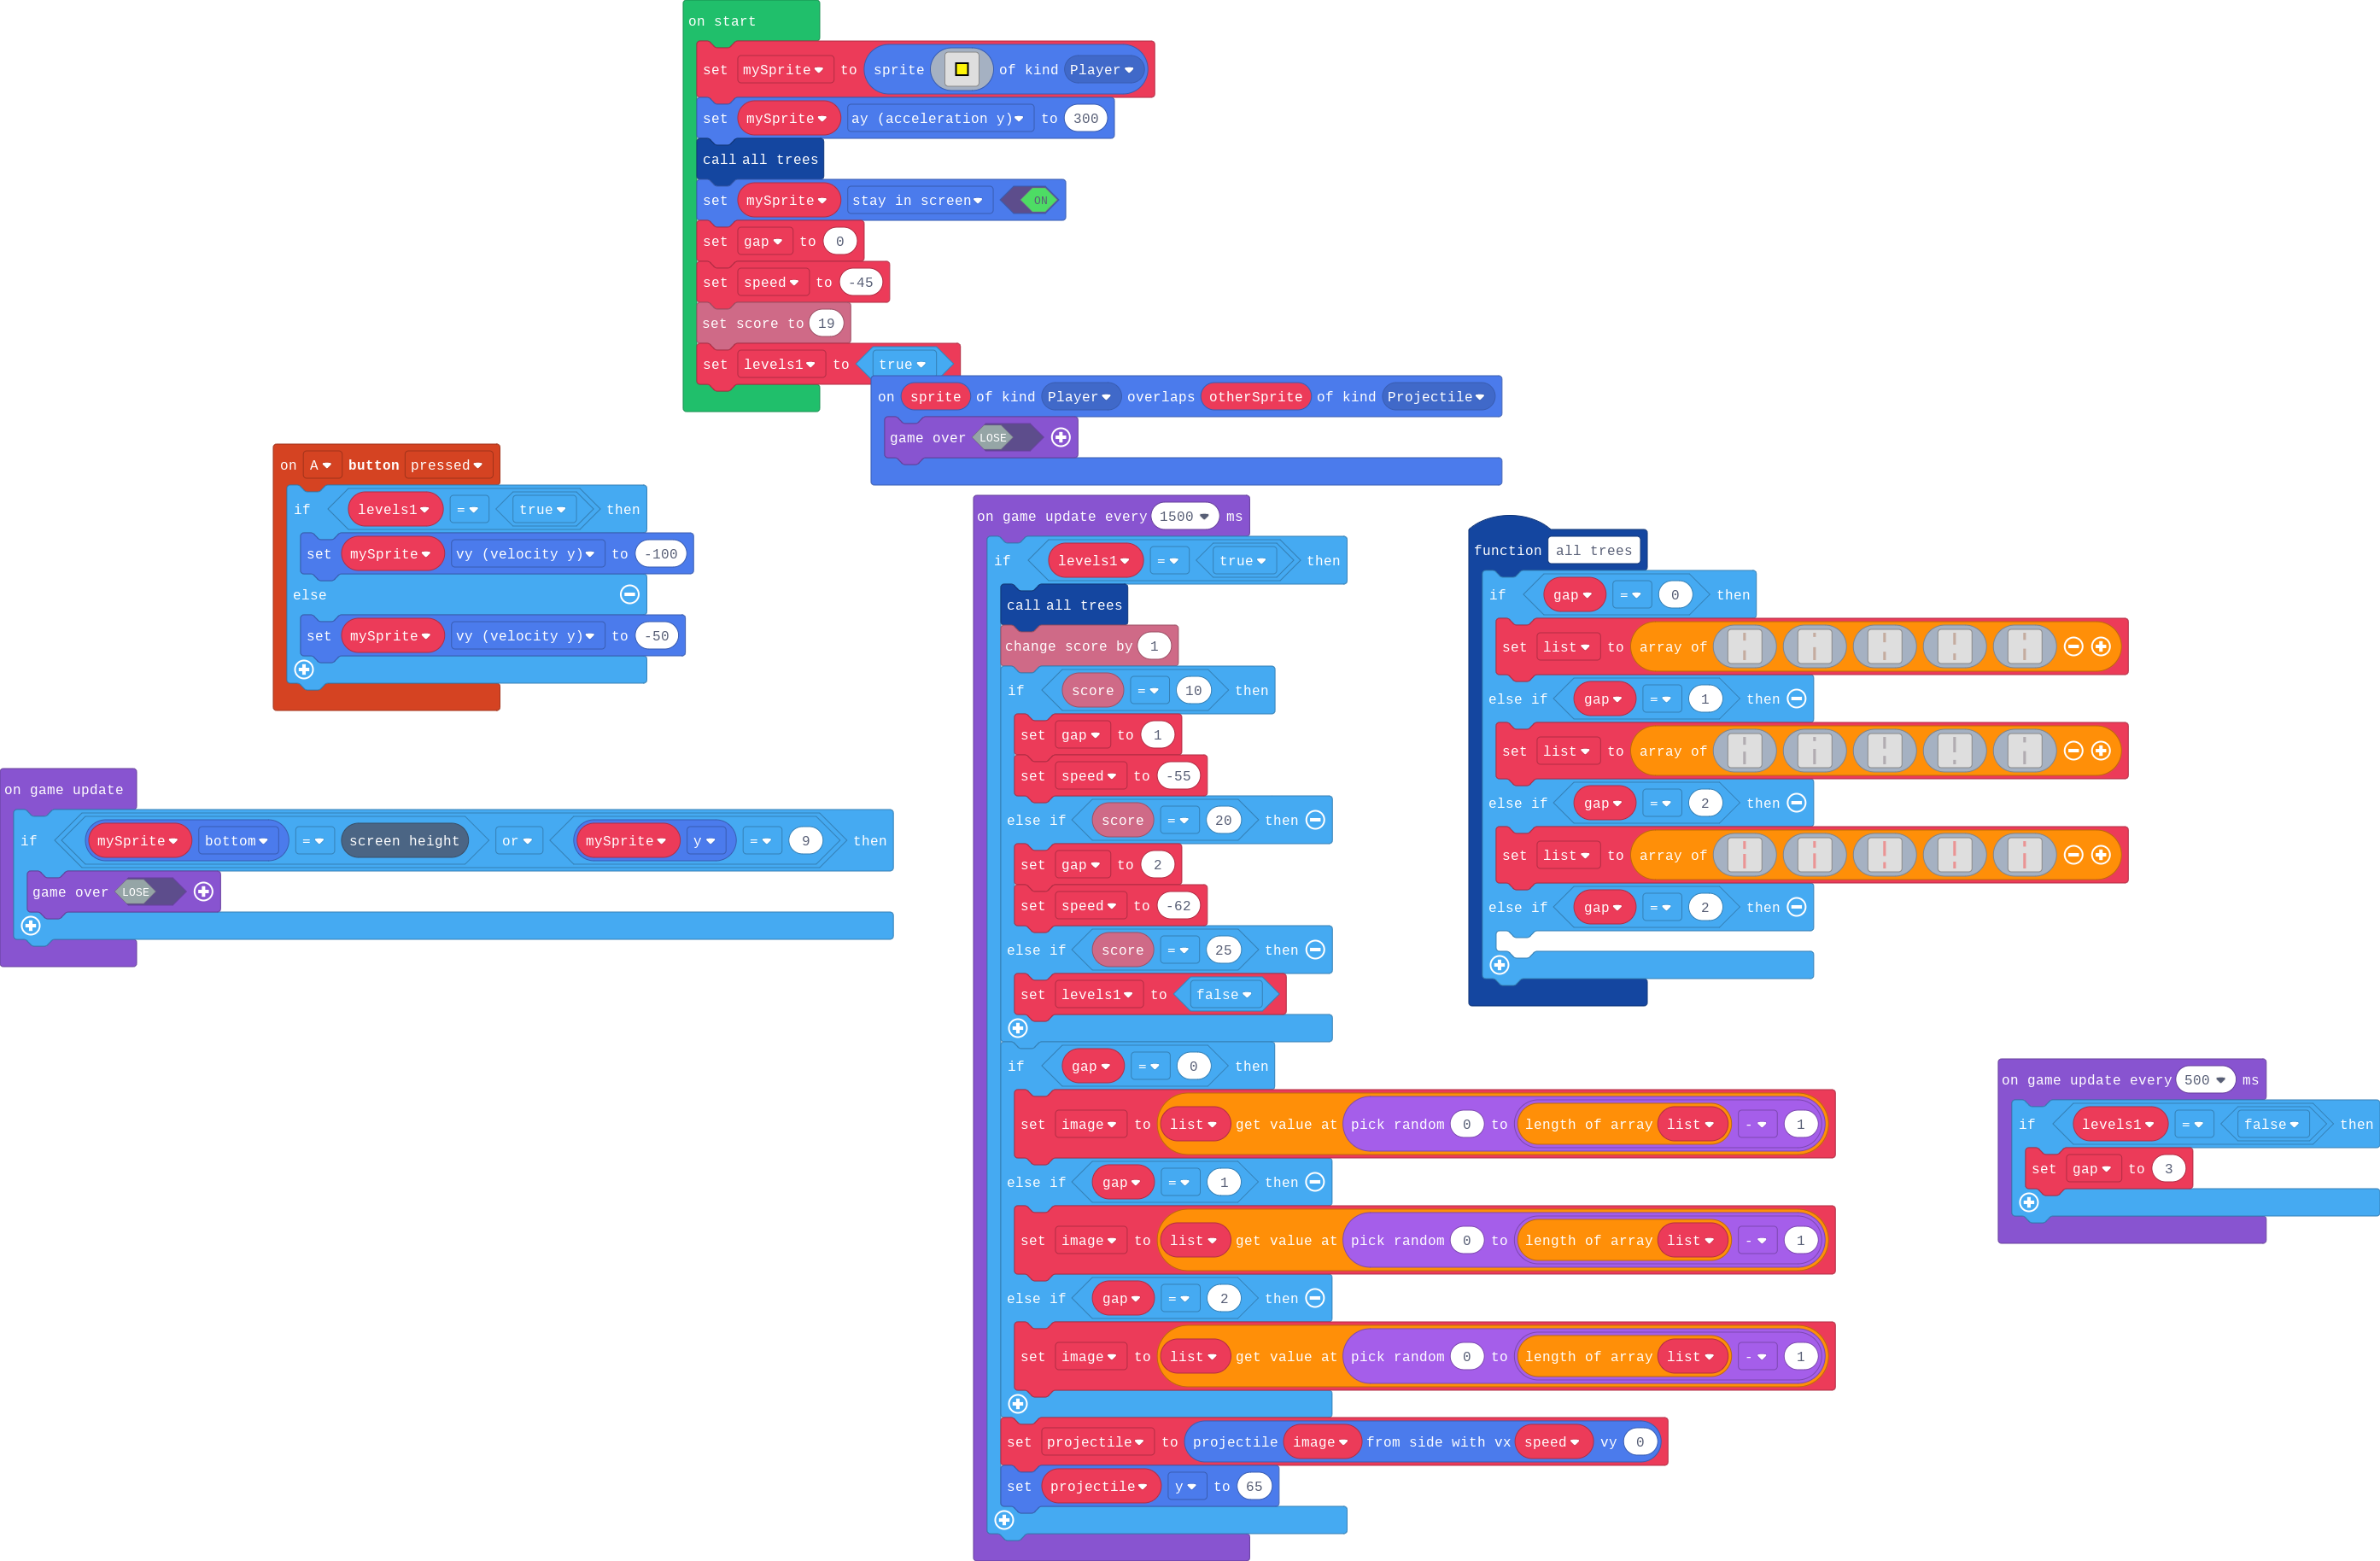 on start
set mySprite to sprite of kind Player
set mySprite ay (acceleration y) to 300
call all trees
set mySprite stay in screen ON
set gap to 0
set speed to -45
set score to 19
set levels1 to true
on sprite of kind Player overlaps otherSprite of kind Projectile
game over LOSE
on A button pressed
if levels1 = true then
set mySprite vy (velocity y) to -100
else
set mySprite vy (velocity y) to -50
on game update
if mySprite bottom = screen height or mySprite y = 9 then
game over LOSE
on game update every 1500 ms
if levels1 = true then
call all trees
change score by 1
if score = 10 then
set gap to 1
set speed to -55
else if score = 20 then
set gap to 2
set speed to -62
else if score = 25 then
set levels1 to false
if gap = 0 then
set image to list get value at pick random 0 to length of array list - 1
else if gap = 1 then
set image to list get value at pick random 0 to length of array list - 1
else if gap = 2 then
set image to list get value at pick random 0 to length of array list - 1
set projectile to projectile image from side with vx speed vy 0
set projectile y to 65
function all trees
if gap = 0 then
set list to array of
else if gap = 1 then
set list to array of
else if gap = 2 then
set list to array of
else if gap = 2 then
on game update every 500 ms
if levels1 = false then
set gap to 3